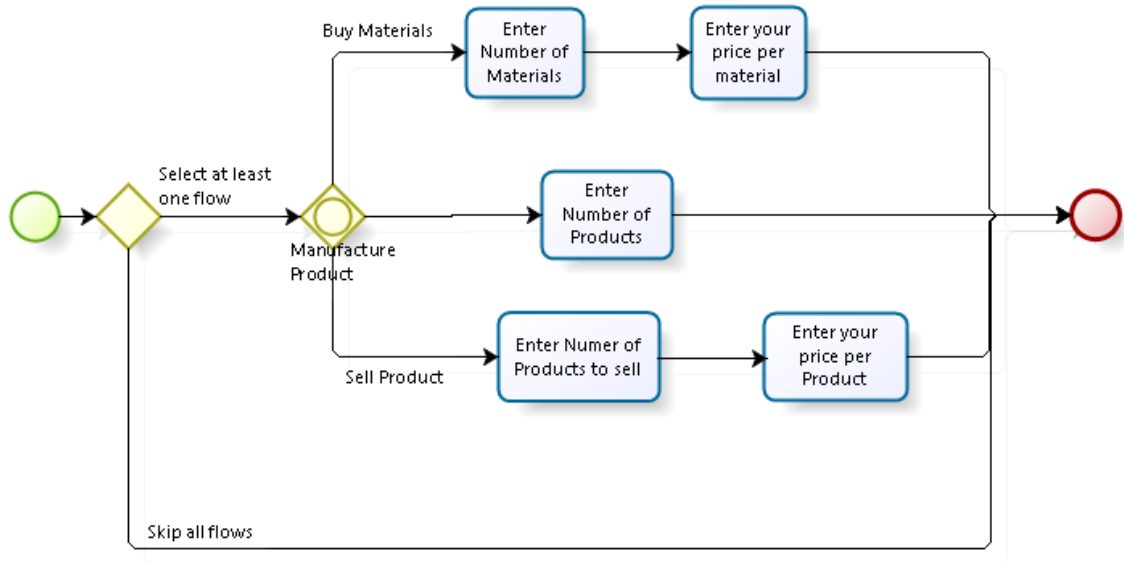 Buy Materials
Enter
Number of
Materials
Enter your
price per
material
Select at least
one flow
Enter
Number of
Products
Manufacture
Product
Enter Numer of
Products to sell
Enter your
price per
Product
Sell Product
Skip all flows